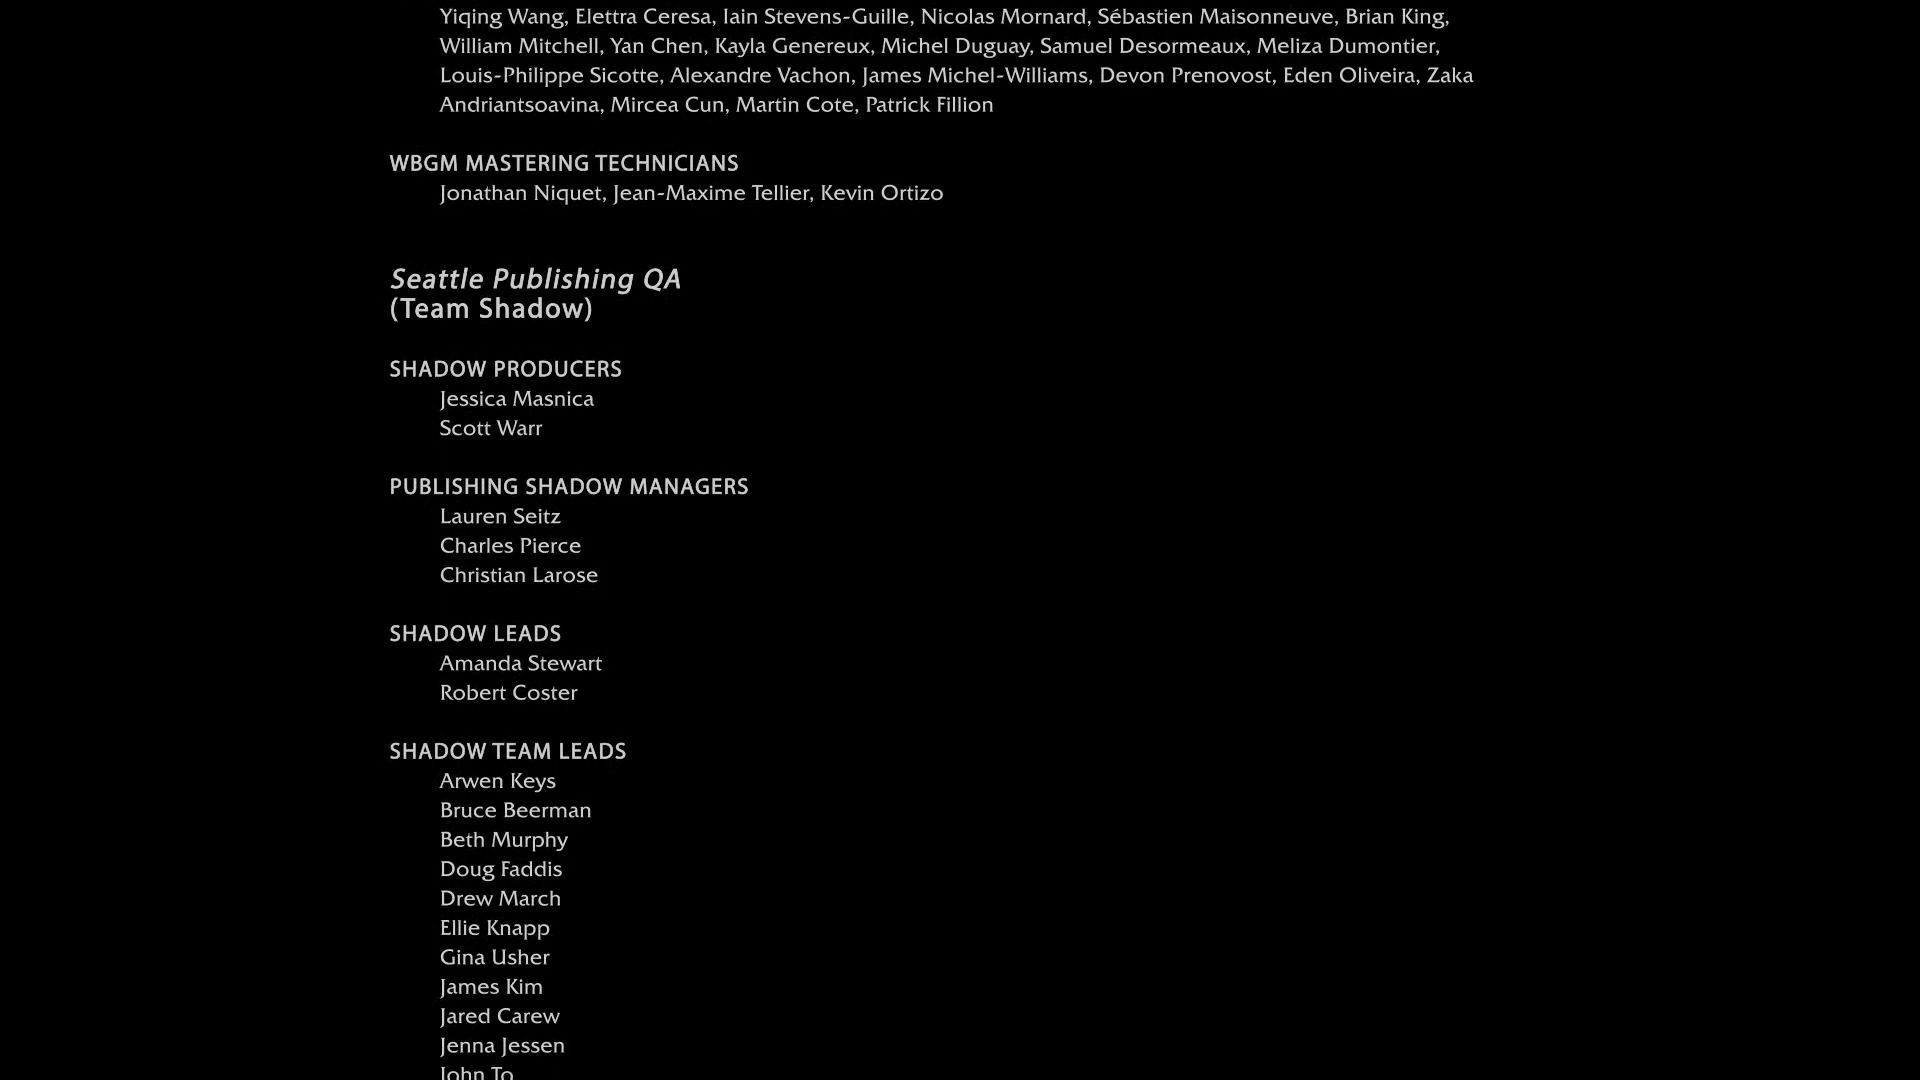 Yiqing Wang, Elettra Ceresa, Iain Stevens-Guille, Nicolas Mornard, Sébastien Maisonneuve, Brian King,
William Mitchell, Yan Chen, Kayla Genereux, Michel Duguay, Samuel Desormeaux, Meliza Dumontier,
Louis-Philippe Sicotte, Alexandre Vachon, James Michel-Williams, Devon Prenovost, Eden Oliveira, Zaka
Andriantsoavina, Mircea Cun, Martin Cote, Patrick Fillion
WBGM MASTERING TECHNICIANS
Jonathan Niquet, Jean-Maxime Tellier, Kevin Ortizo
Seattle Publishing QA
(Team Shadow)
SHADOW PRODUCERS
Jessica Masnica
Scott Warr
PUBLISHING SHADOW MANAGERS
Lauren Seitz
Charles Pierce
Christian Larose
SHADOW LEADS
Amanda Stewart
Robert Coster
SHADOW TEAM LEADS
Arwen Keys
Bruce Beerman
Beth Murphy
Doug Faddis
Drew March
Ellie Knapp
Gina Usher
James Kim
Jared Carew
Jenna Jessen
John To